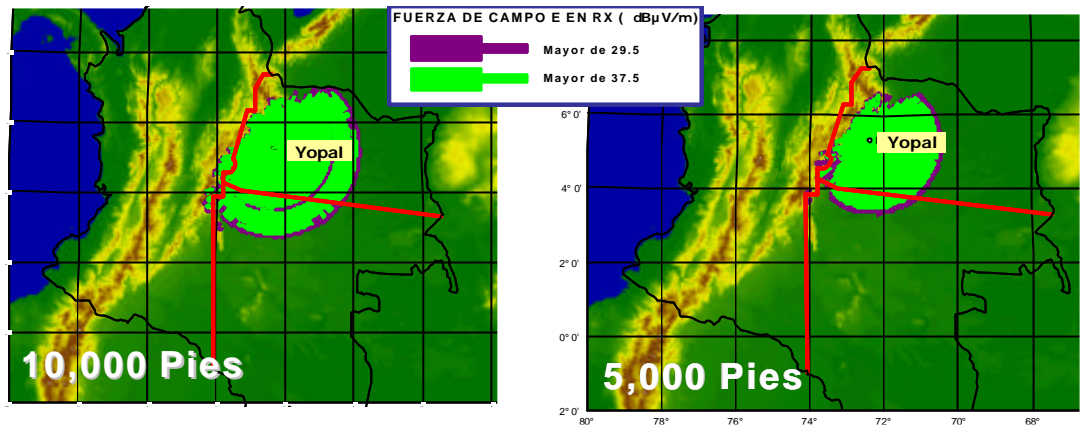 FUERZA DE CAMPO E EN RX ( dBµV/m)
Mayor de 29.5
Mayor de 37.5
Yopal
10,000 Pies
Yopal
5,000 Pies
6° 0'
4° 0'
2° 0'
0° 0'
2° 0'
80°
78°
76°
74°
72°
70°
68°